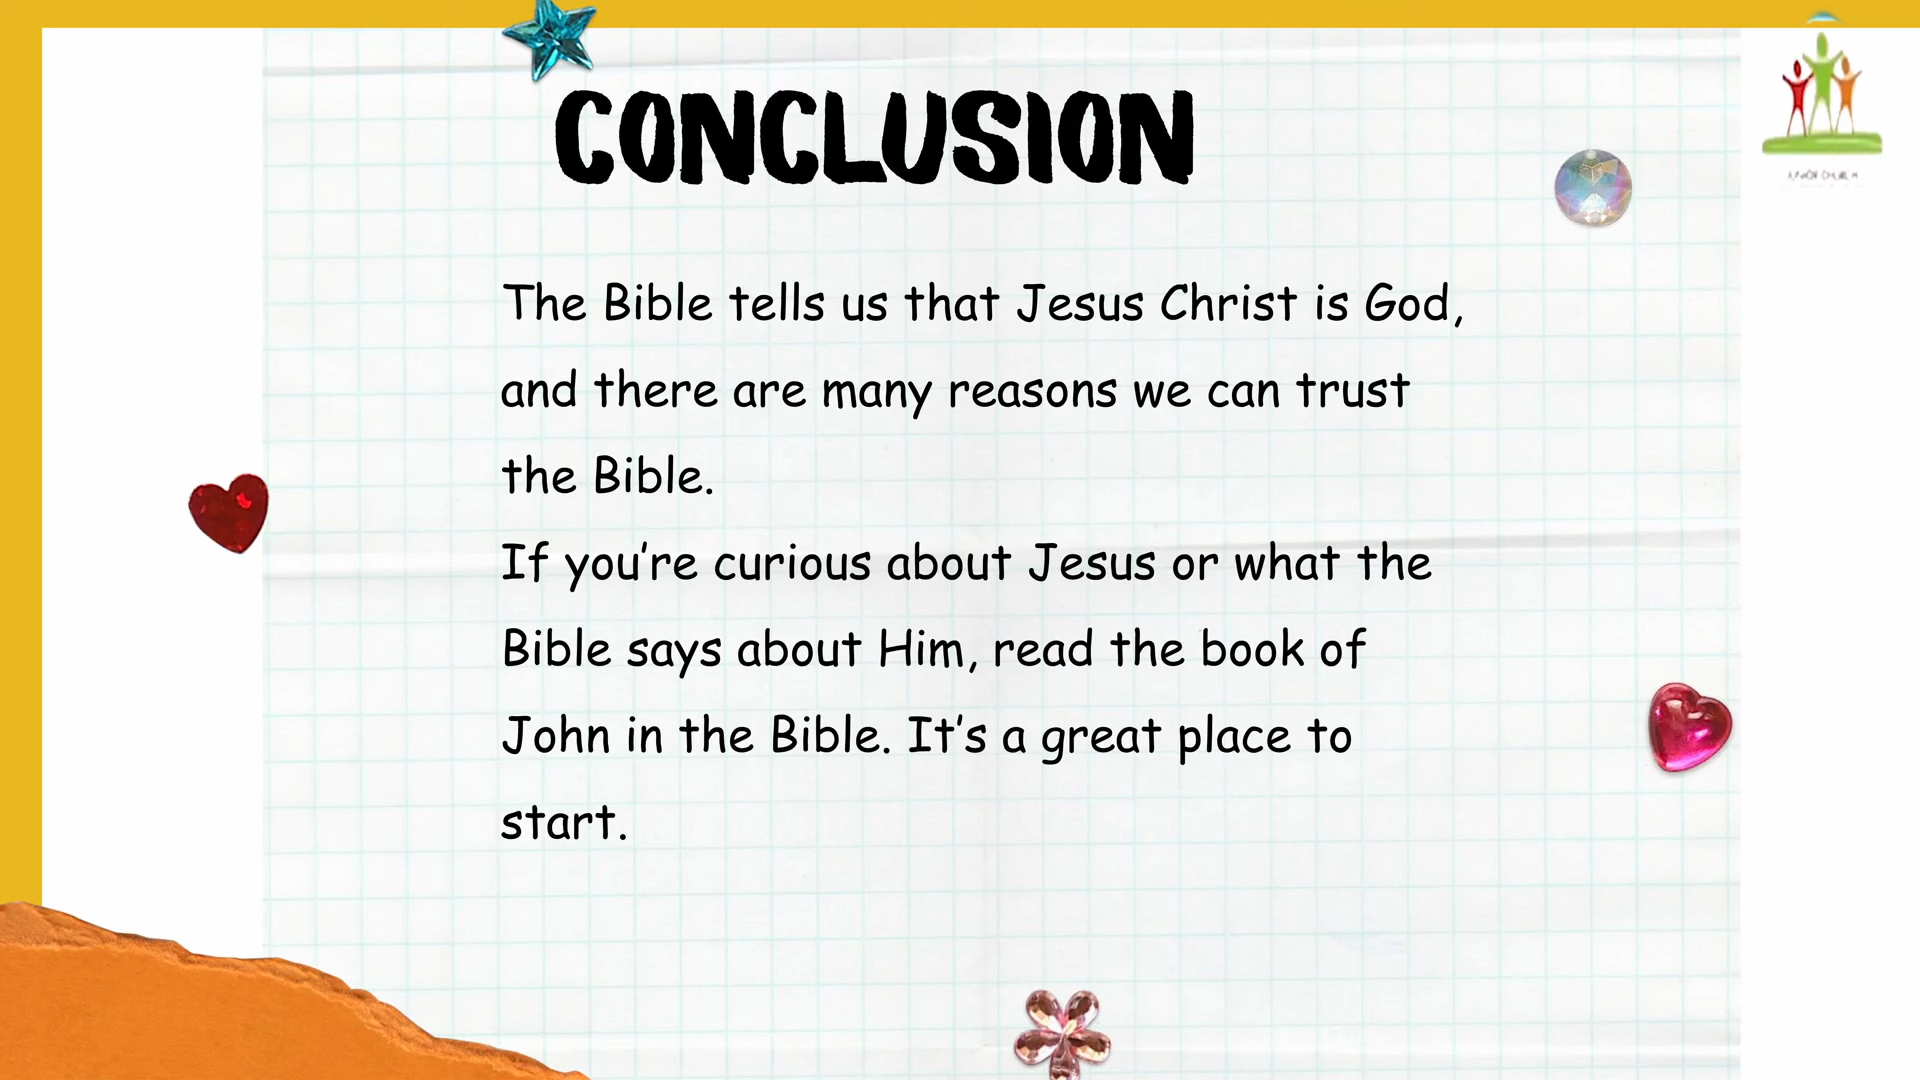 CONCLUSION
The Bible tells us that Jesus Christ is God,
and there are many reasons we can trust
the Bible.
If you’re curious about Jesus or what the
Bible says about Him, read the book of
John in the Bible. It’s a great place to
start.